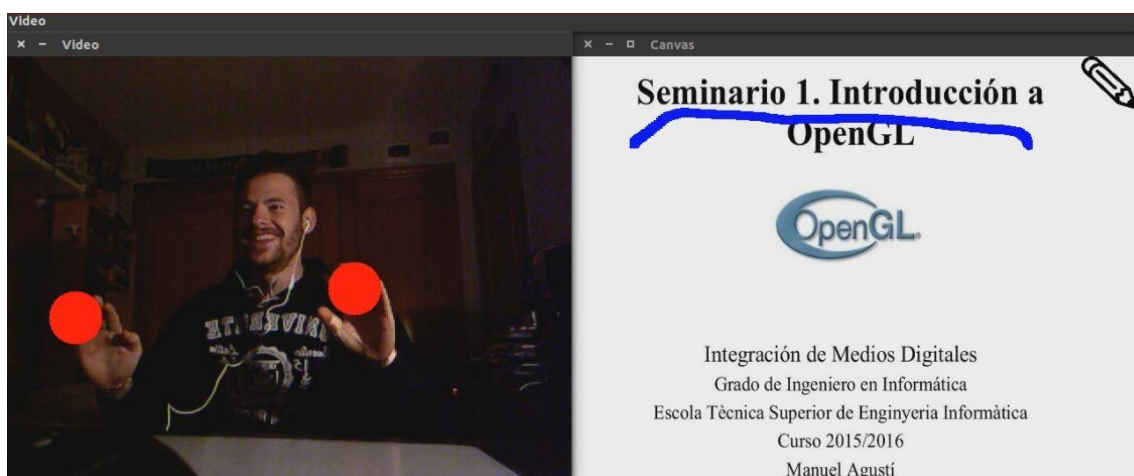 Video
Video
Canvas
Seminario 1. Introducción a
OpenGL
OpenGL
Integración de Medios Digitales
Grado de Ingeniero en Informática
Escola Tècnica Superior de Enginyeria Informàtica
Curso 2015/2016
Manuel Agustí